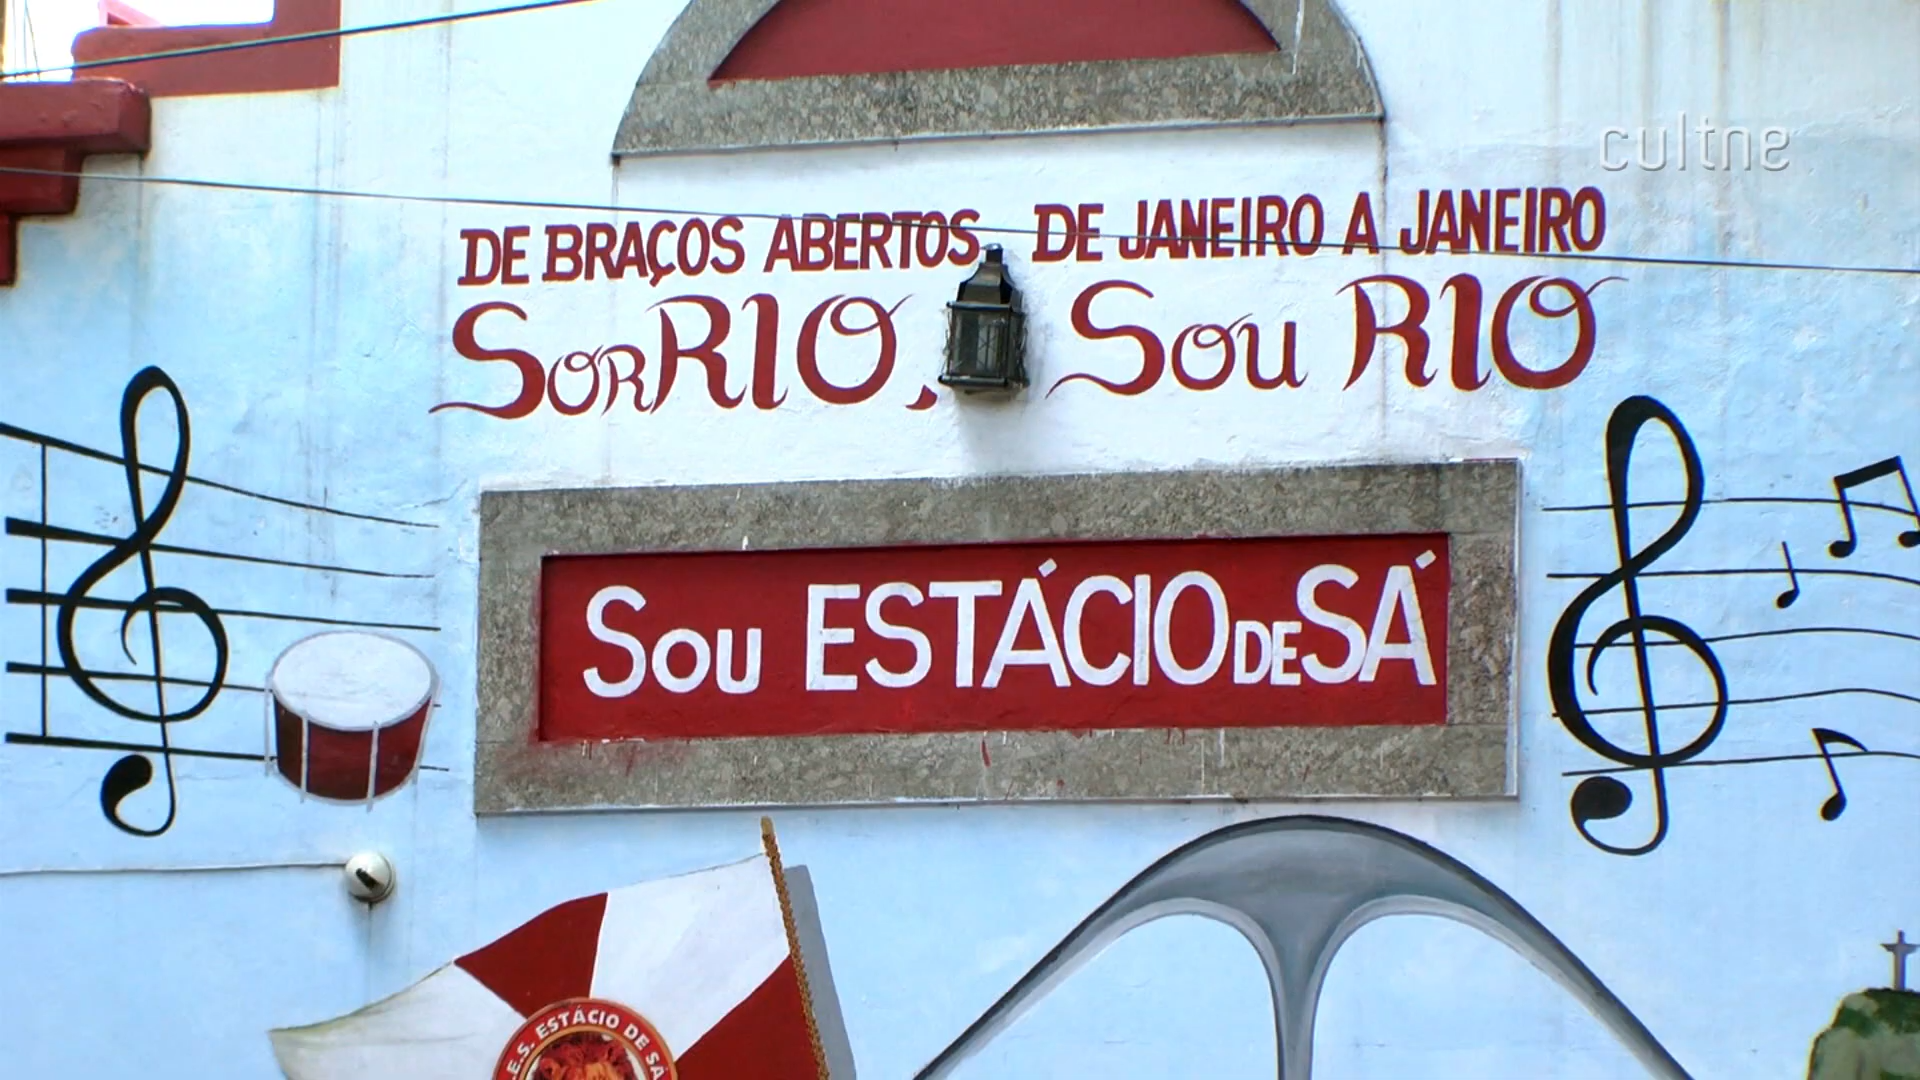 cultne
DE BRAÇOS ABERTOS DE JANEIRO A JANEIRO
SorRIO, Sou RIO
Sou ESTÁCIO DE SÁ
E.S. ESTÁCIO DE SÁ